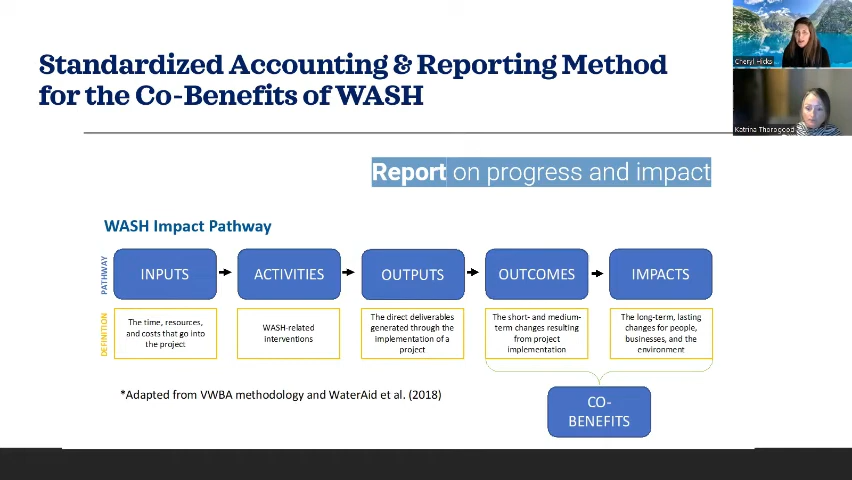 Standardized Accounting & Reporting Method
for the Co-Benefits of WASH
Cheryl Hicks
Katrina Thorogood
Report on progress and impact
WASH Impact Pathway
PATHWAY
INPUTS
ACTIVITIES
OUTPUTS
OUTCOMES
IMPACTS
DEFINITION
The time, resources,
and costs that go into
the project
WASH-related
interventions
The direct deliverables
generated through the
implementation of a
project
The short- and medium-
term changes resulting
from project
implementation
The long-term, lasting
changes for people,
businesses, and the
environment
*Adapted from VWBA methodology and WaterAid et al. (2018)
CO-
BENEFITS